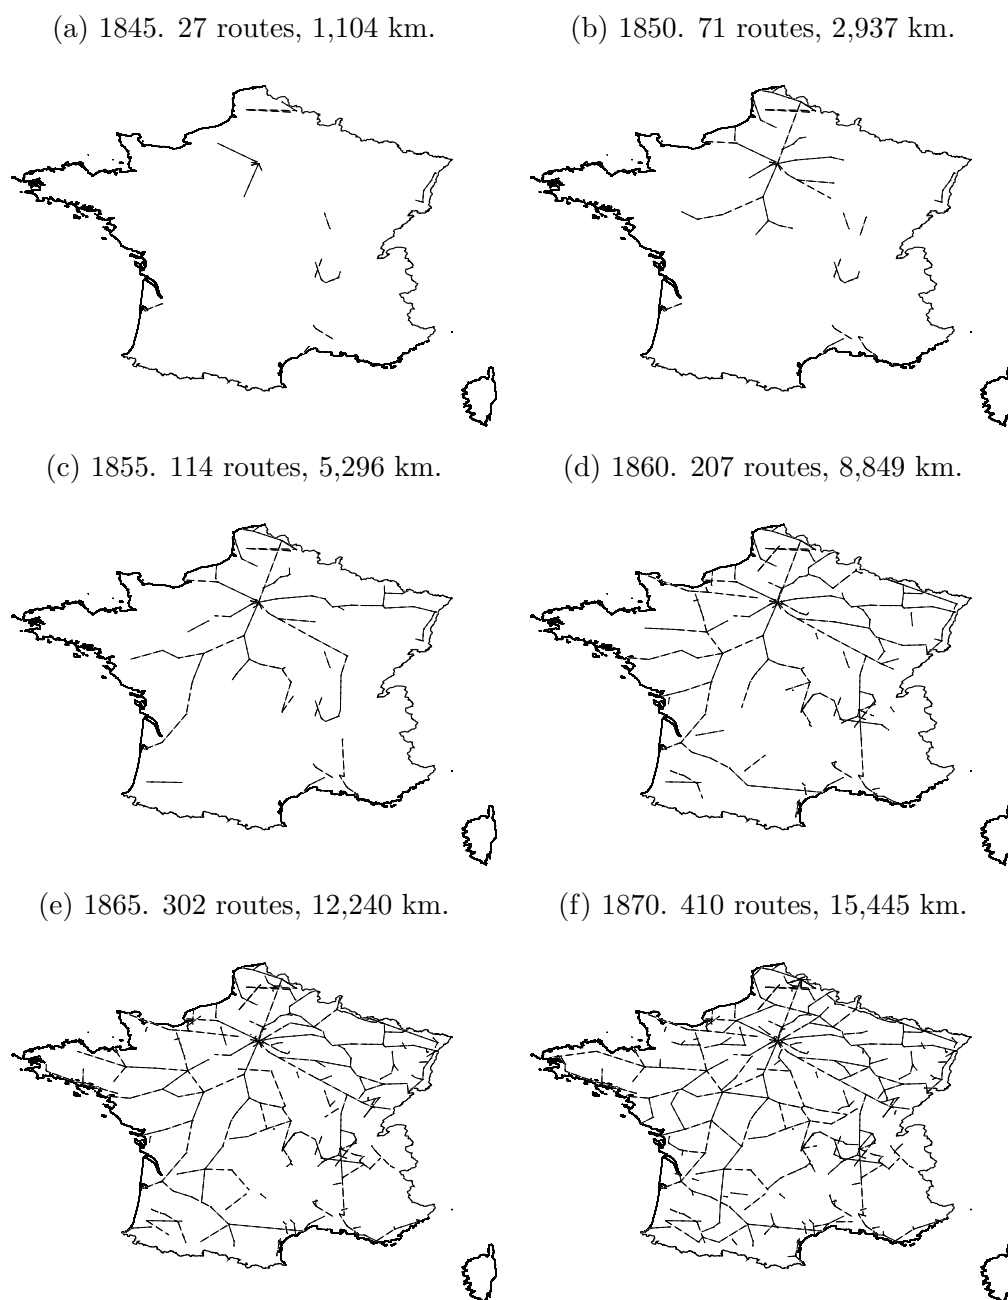 (a) 1845. 27 routes, 1,104 km.
(b) 1850. 71 routes, 2,937 km.
(c) 1855. 114 routes, 5,296 km.
(d) 1860. 207 routes, 8,849 km.
(e) 1865. 302 routes, 12,240 km.
(f) 1870. 410 routes, 15,445 km.